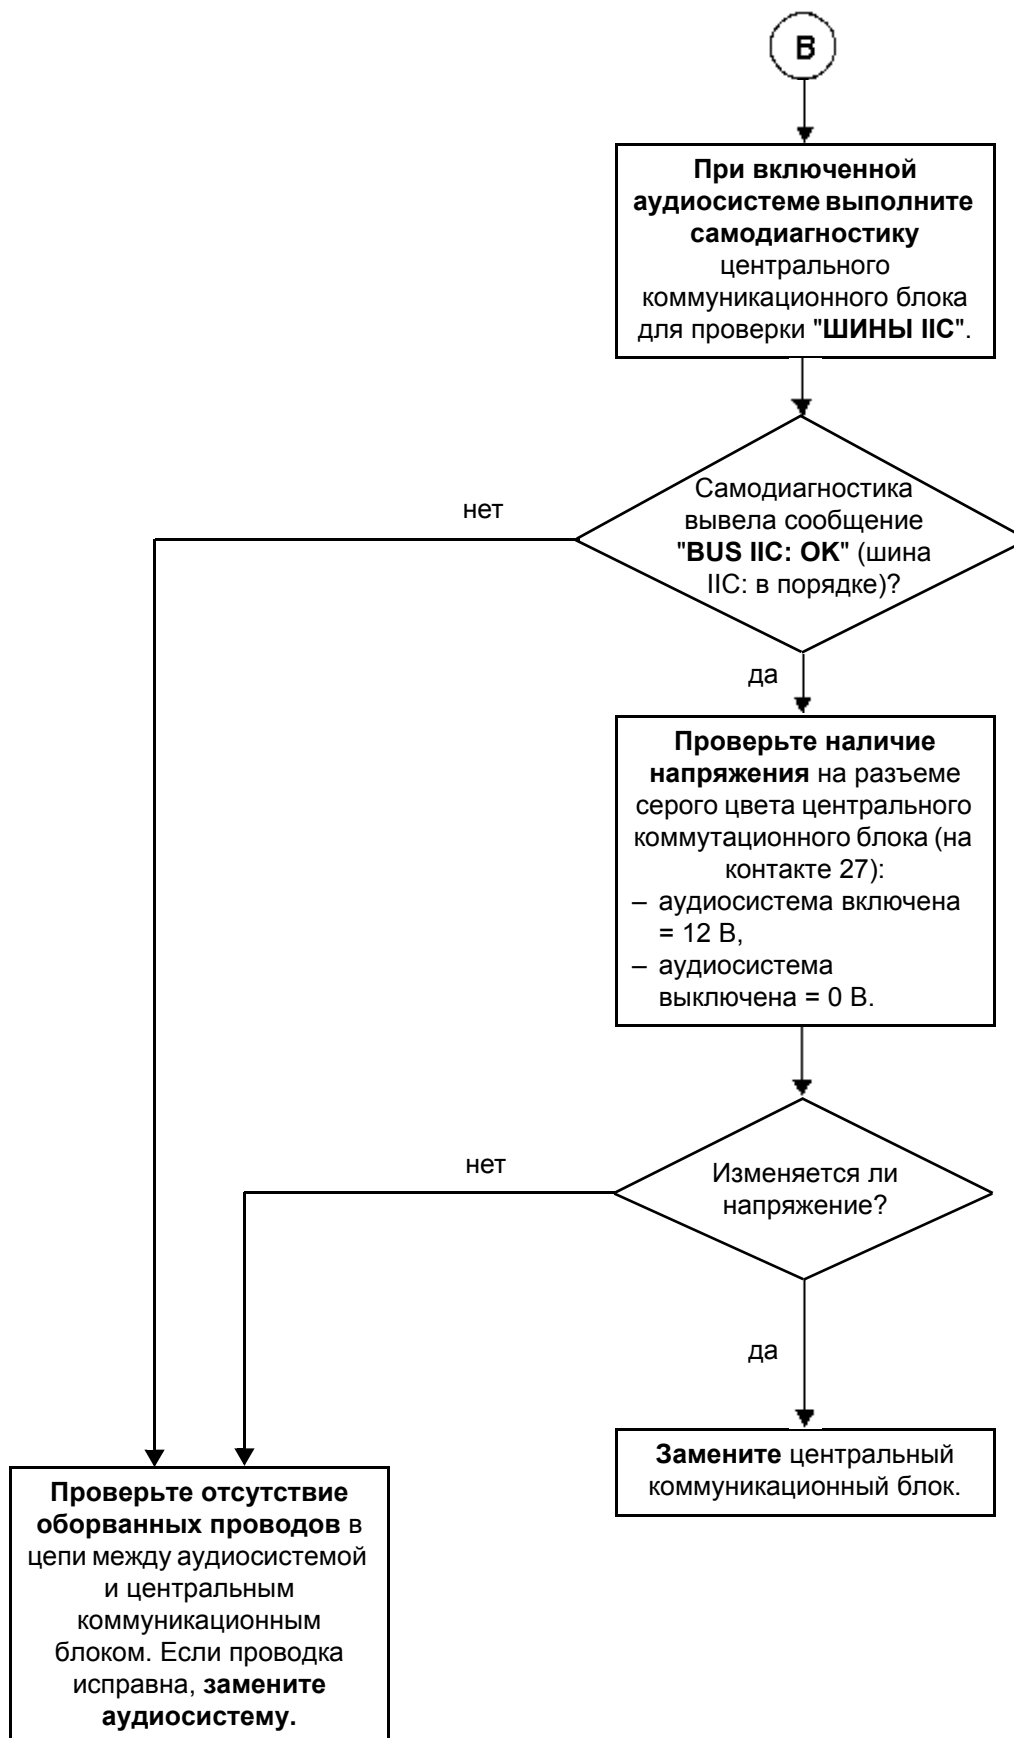 B
При включенной
аудиосистеме выполните
самодиагностику
центрального
коммуникационного блока
для проверки "ШИНЫ IIC".
Самодиагностика
вывела сообщение
"BUS IIC: OK" (шина
IIC: в порядке)?
нет
да
Проверьте наличие
напряжения на разъеме
серого цвета центрального
коммутационного блока (на
контакте 27):
– аудиосистема включена
= 12 В,
– аудиосистема
выключена = 0 В.
Изменяется ли
напряжение?
нет
да
Замените центральный
коммуникационный блок.
Проверьте отсутствие
оборванных проводов в
цепи между аудиосистемой
и центральным
коммуникационным
блоком. Если проводка
исправна, замените
аудиосистему.